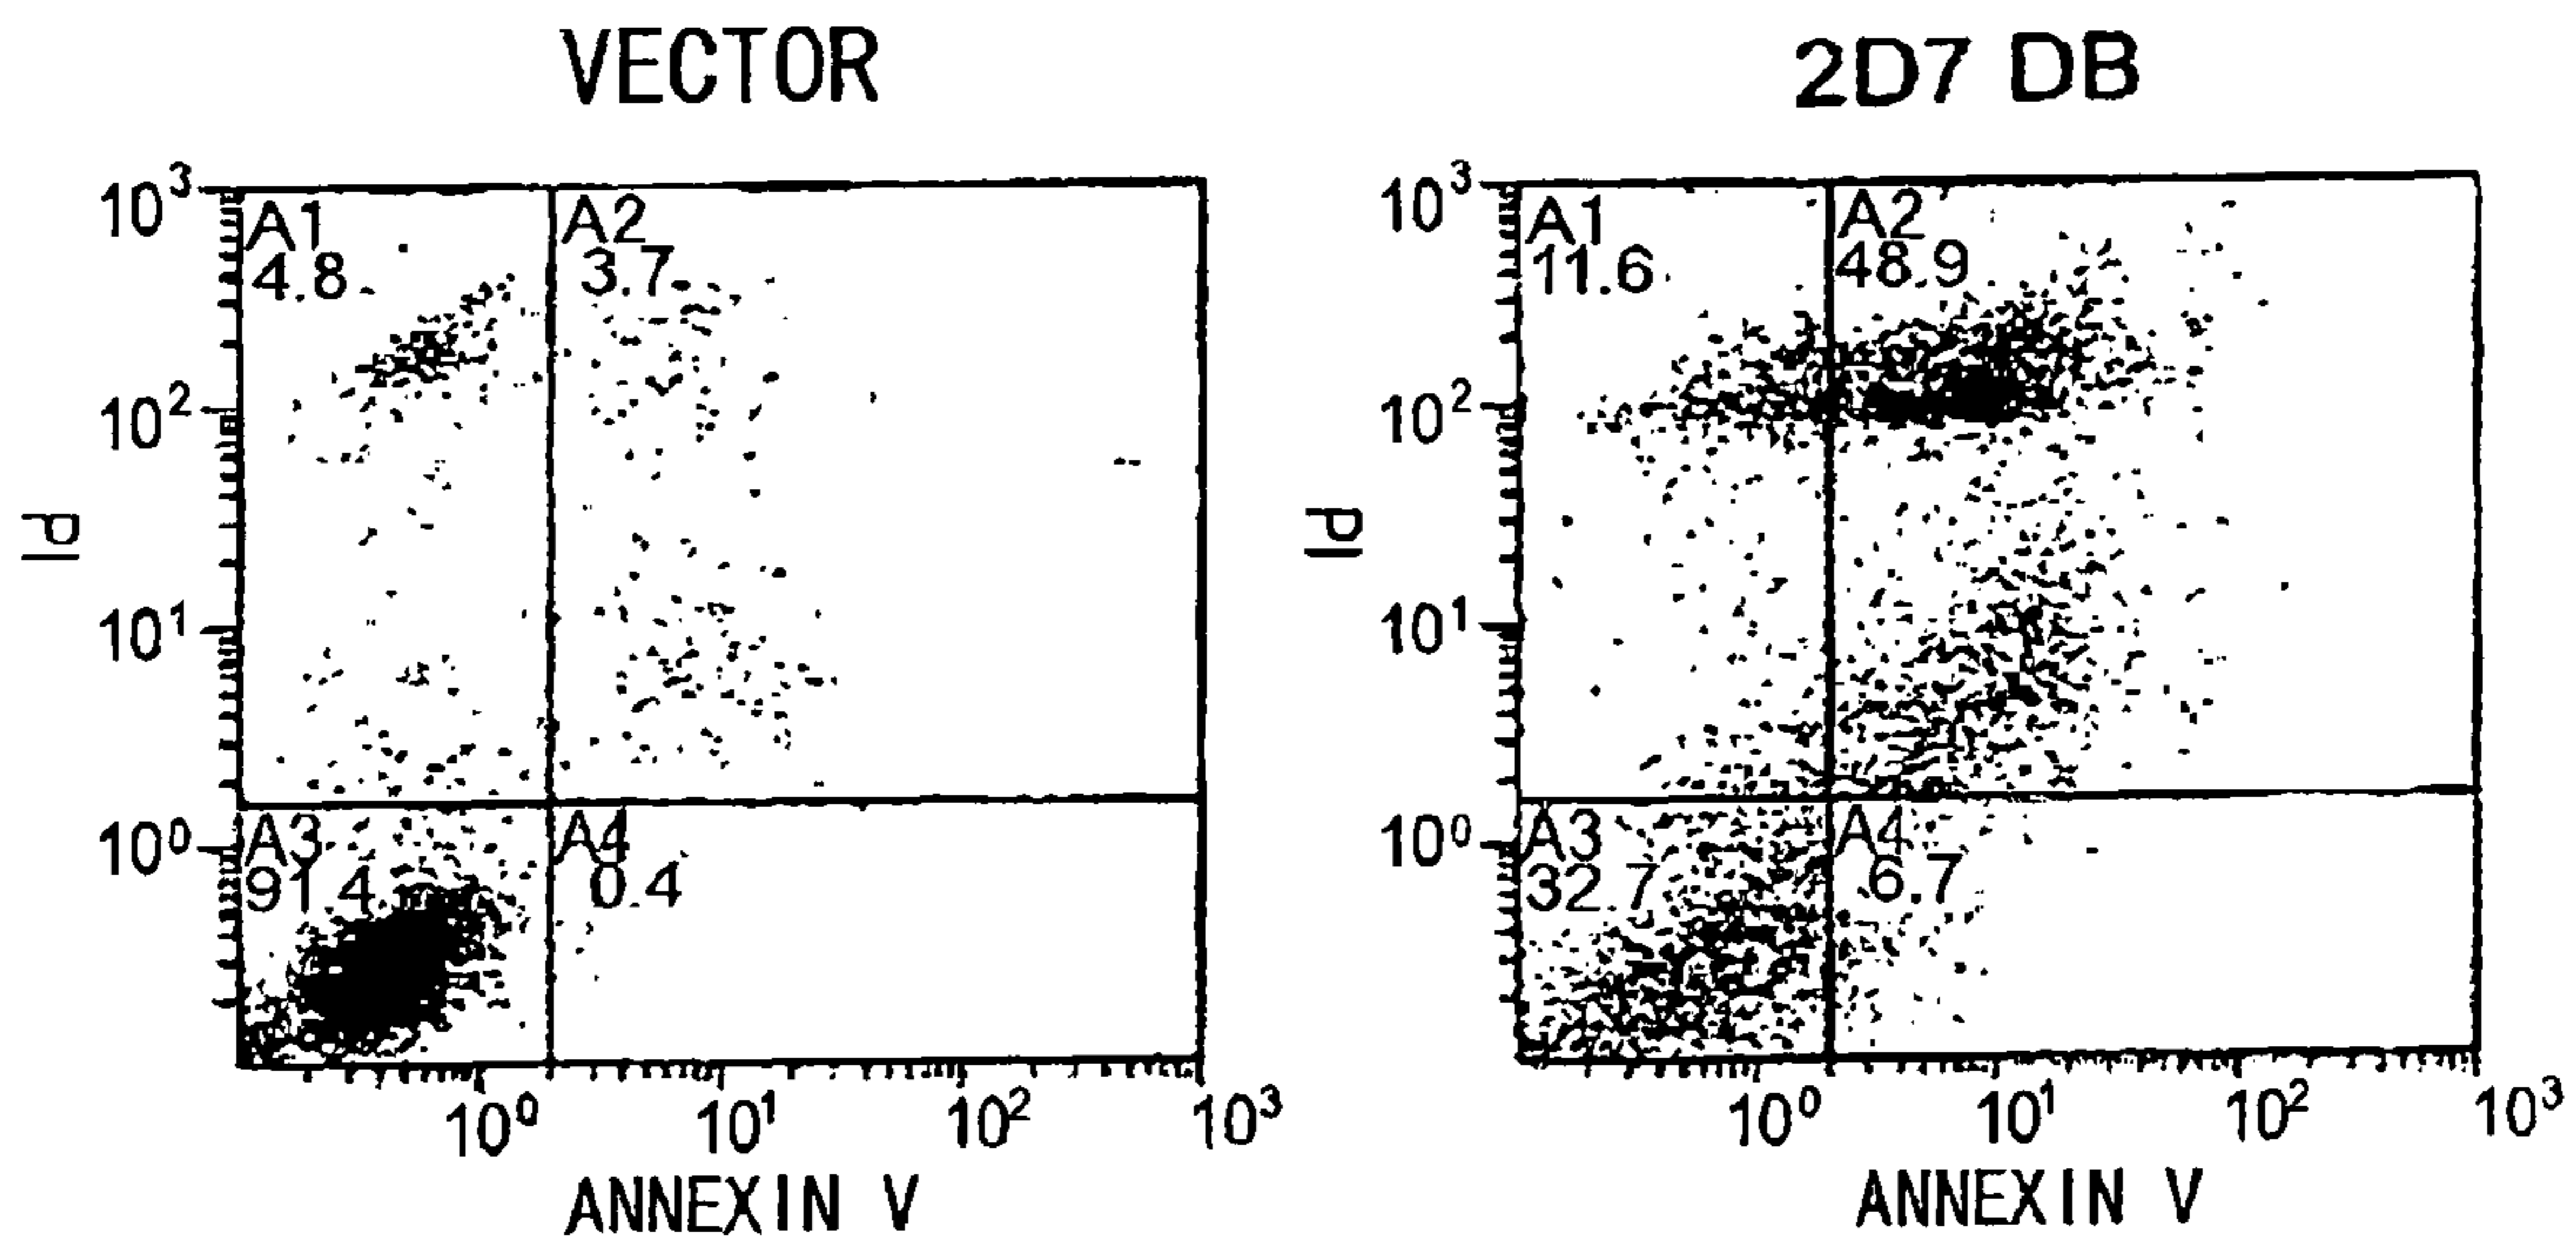 VECTOR
10³
A1
4.8
A2
3.7
10²
PI
10¹
10⁰
A3
91.4
A4
0.4
10⁰ 10¹ 10² 10³
ANNEXIN V
2D7 DB
10³
A1
11.6
A2
48.9
10²
PI
10¹
10⁰
A3
32.7
A4
6.7
10⁰ 10¹ 10² 10³
ANNEXIN V